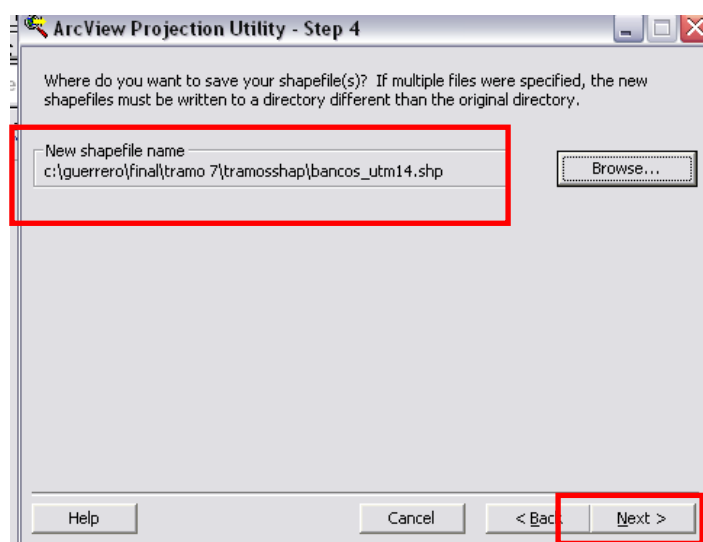 ArcView Projection Utility - Step 4
Where do you want to save your shapefile(s)? If multiple files were specified, the new
shapefiles must be written to a directory different than the original directory.
New shapefile name
c:\guerrero\final\tramo 7\tramosshap\bancos_utm14.shp
Browse...
Help
Cancel
< Back
Next >